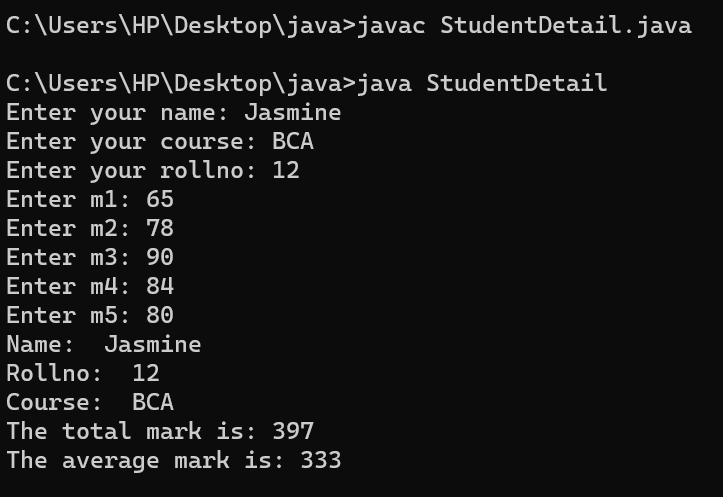 C:\Users\HP\Desktop\java>javac StudentDetail.java
C:\Users\HP\Desktop\java>java StudentDetail
Enter your name: Jasmine
Enter your course: BCA
Enter your rollno: 12
Enter m1: 65
Enter m2: 78
Enter m3: 90
Enter m4: 84
Enter m5: 80
Name:  Jasmine
Rollno:  12
Course:  BCA
The total mark is: 397
The average mark is: 333